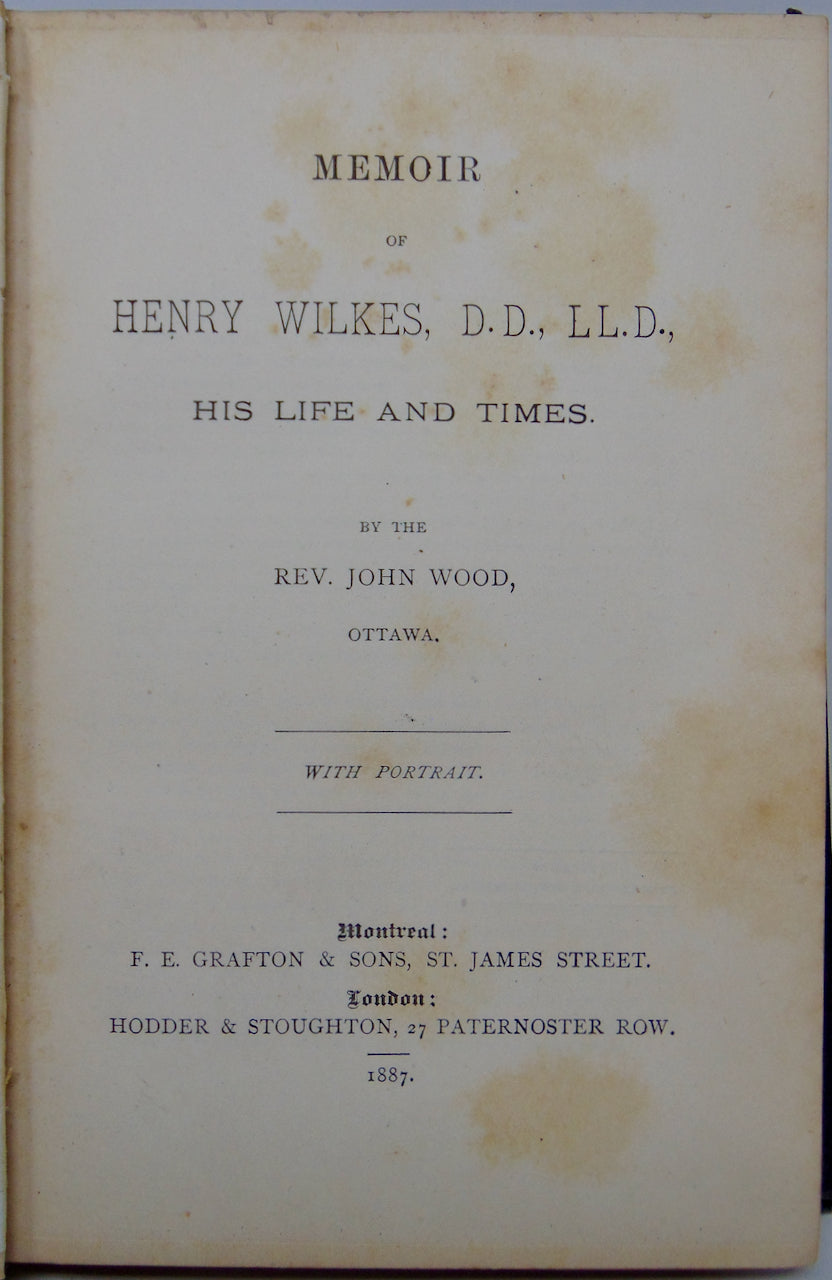 MEMOIR
OF
HENRY WILKES, D.D., LL.D.,
HIS LIFE AND TIMES.
BY THE
REV. JOHN WOOD,
OTTAWA.
WITH PORTRAIT.
Montreal:
F. E. GRAFTON & SONS, ST. JAMES STREET.
London:
HODDER & STOUGHTON, 27 PATERNOSTER ROW.
1887.